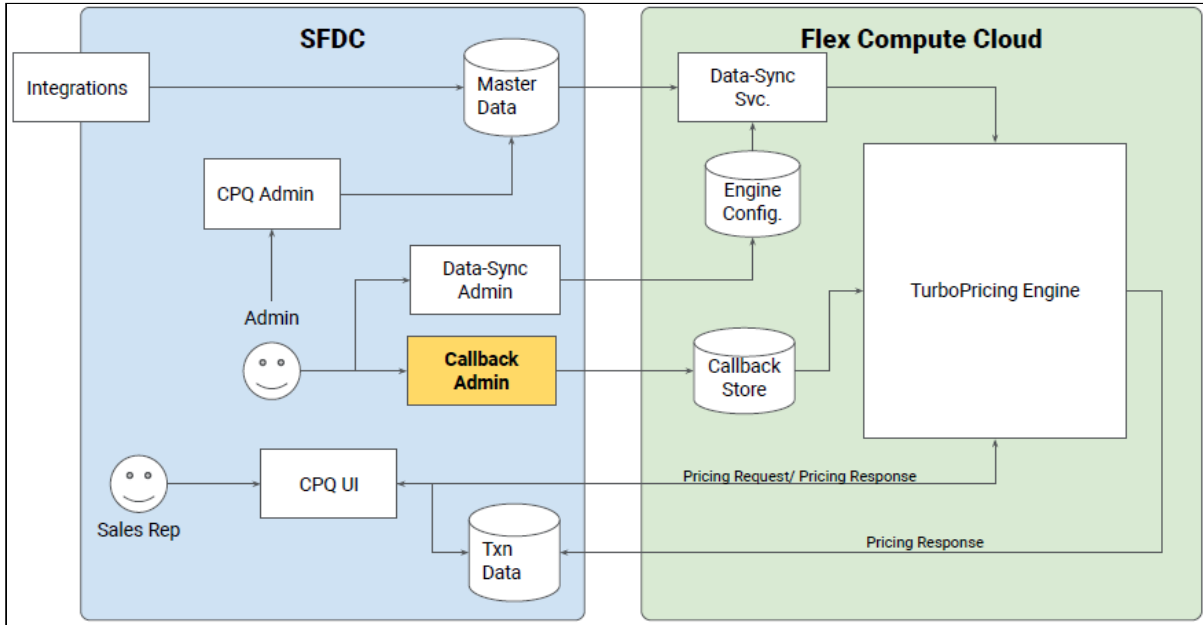 SFDC
Flex Compute Cloud
Integrations
Master
Data
Data-Sync
Svc.
CPQ Admin
Engine
Config.
Data-Sync
Admin
TurboPricing Engine
Admin
Callback
Admin
Callback
Store
CPQ UI
Pricing Request/ Pricing Response
Sales Rep
Txn
Data
Pricing Response